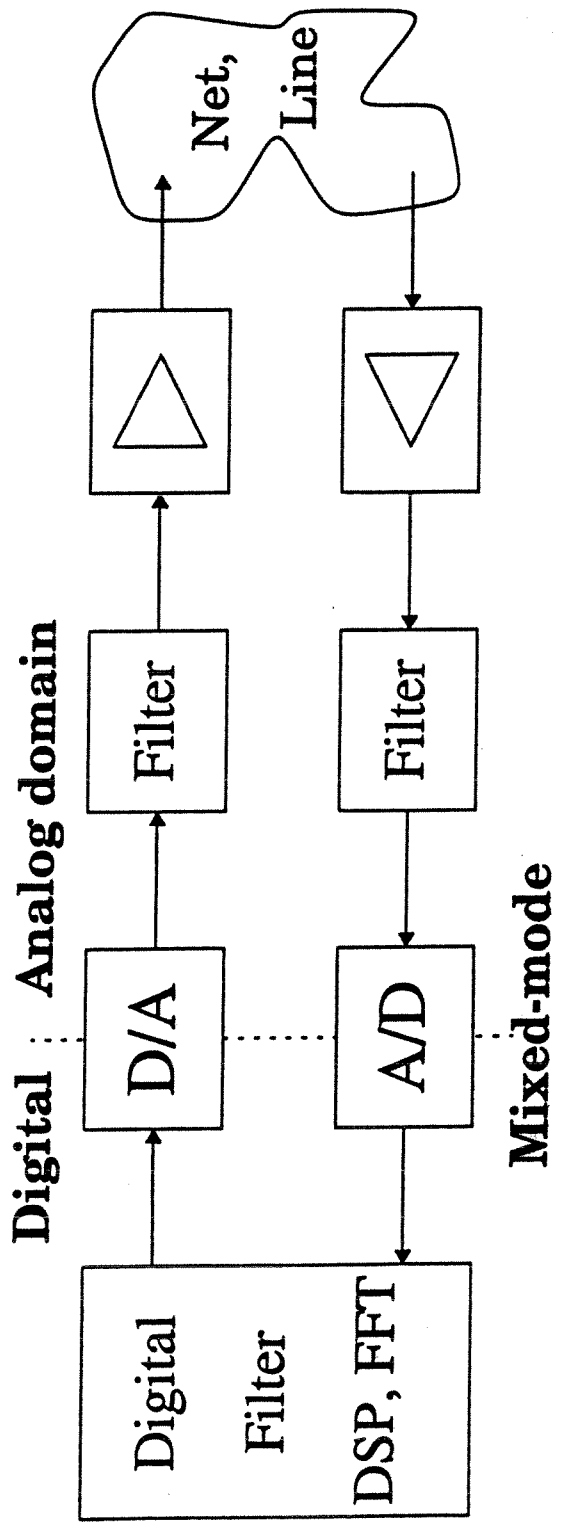 Digital
Analog domain
Digital
Filter
DSP, FFT
D/A
Filter
Net,
Line
A/D
Filter
Mixed-mode